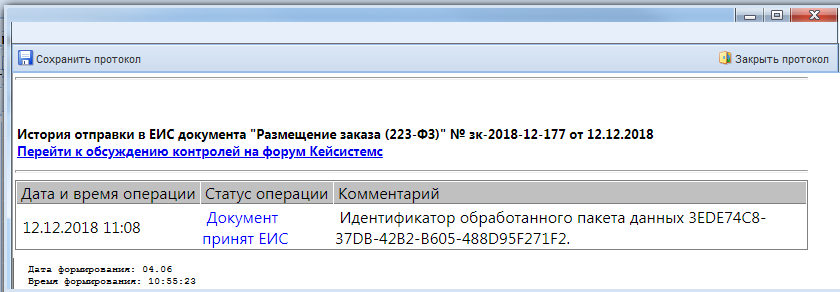 Сохранить протокол Закрыть протокол
История отправки в ЕИС документа "Размещение заказа (223-ФЗ)" № зк-2018-12-177 от 12.12.2018
Перейти к обсуждению контролей на форум Кейсистемс
Дата и время операции Статус операции Комментарий
12.12.2018 11:08 Документ принят ЕИС Идентификатор обработанного пакета данных 3EDE74C8-
37DB-42B2-B605-488D95F271F2.
Дата формирования: 04.06
Время формирования: 10:55:23